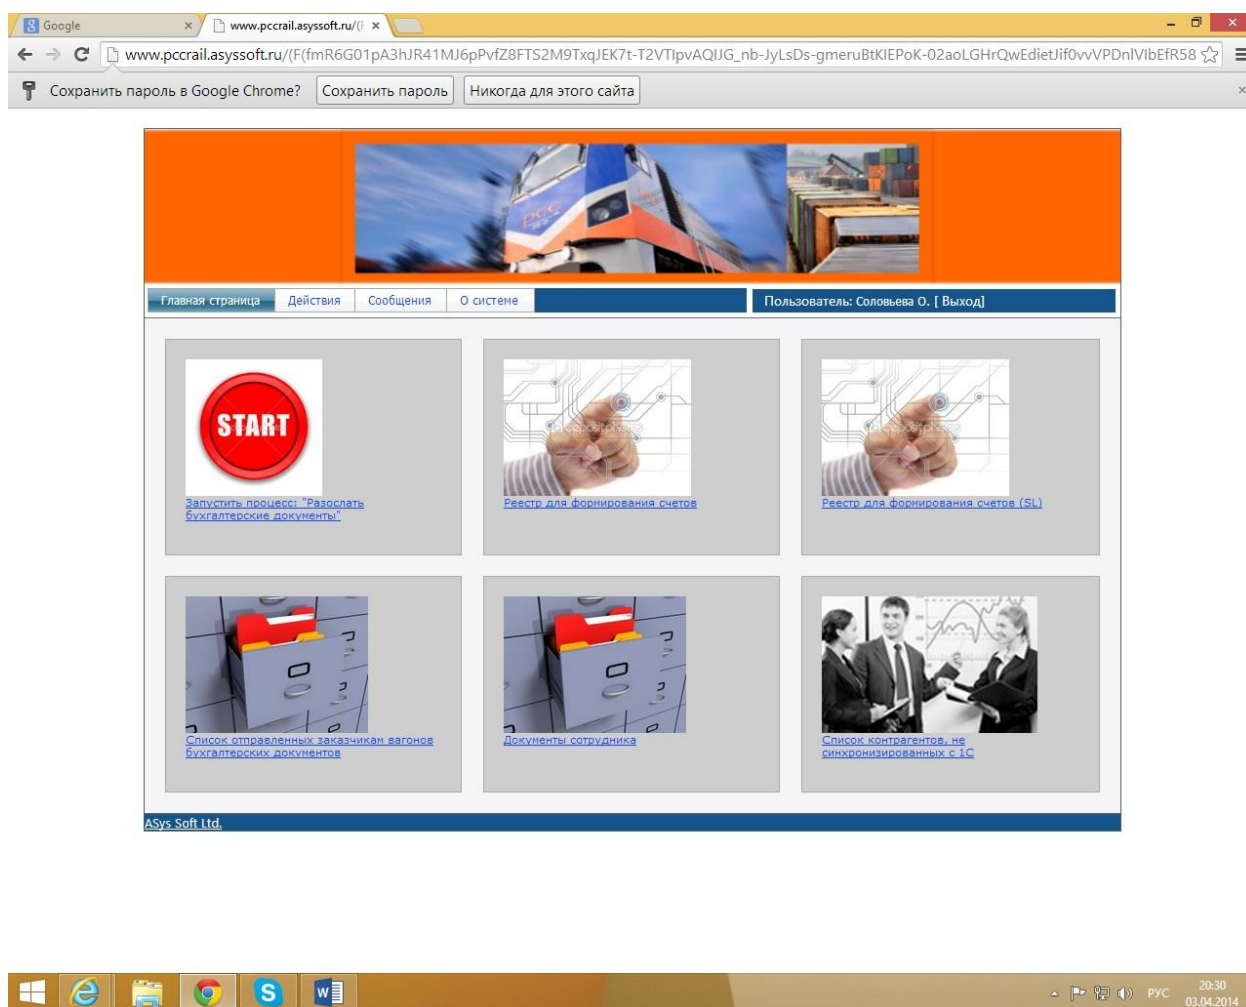 Google
www.pccrail.asyssoft.ru/(F
www.pccrail.asyssoft.ru/(F(fmR6G01pA3hJR41MJ6pPvfZ8FTS2M9TxqJEK7t-T2VTIpvAQIJG_nb-JyLsDs-gmeruBtKIEPoK-02aoLGHrQwEdietJif0vvVPDnlVIbEfR58
Сохранить пароль в Google Chrome? Сохранить пароль Никогда для этого сайта
pcc
Главная страница Действия Сообщения О системе Пользователь: Соловьева О. [ Выход]
START
Запустить процесс: "Разослать
бухгалтерские документы"
Реестр для формирования счетов
Реестр для формирования счетов (SL)
Список отправленных заказчикам вагонов
бухгалтерских документов
Документы сотрудника
Список контрагентов, не
синхронизированных с 1С
ASys Soft Ltd.
РУС
20:30
03.04.2014